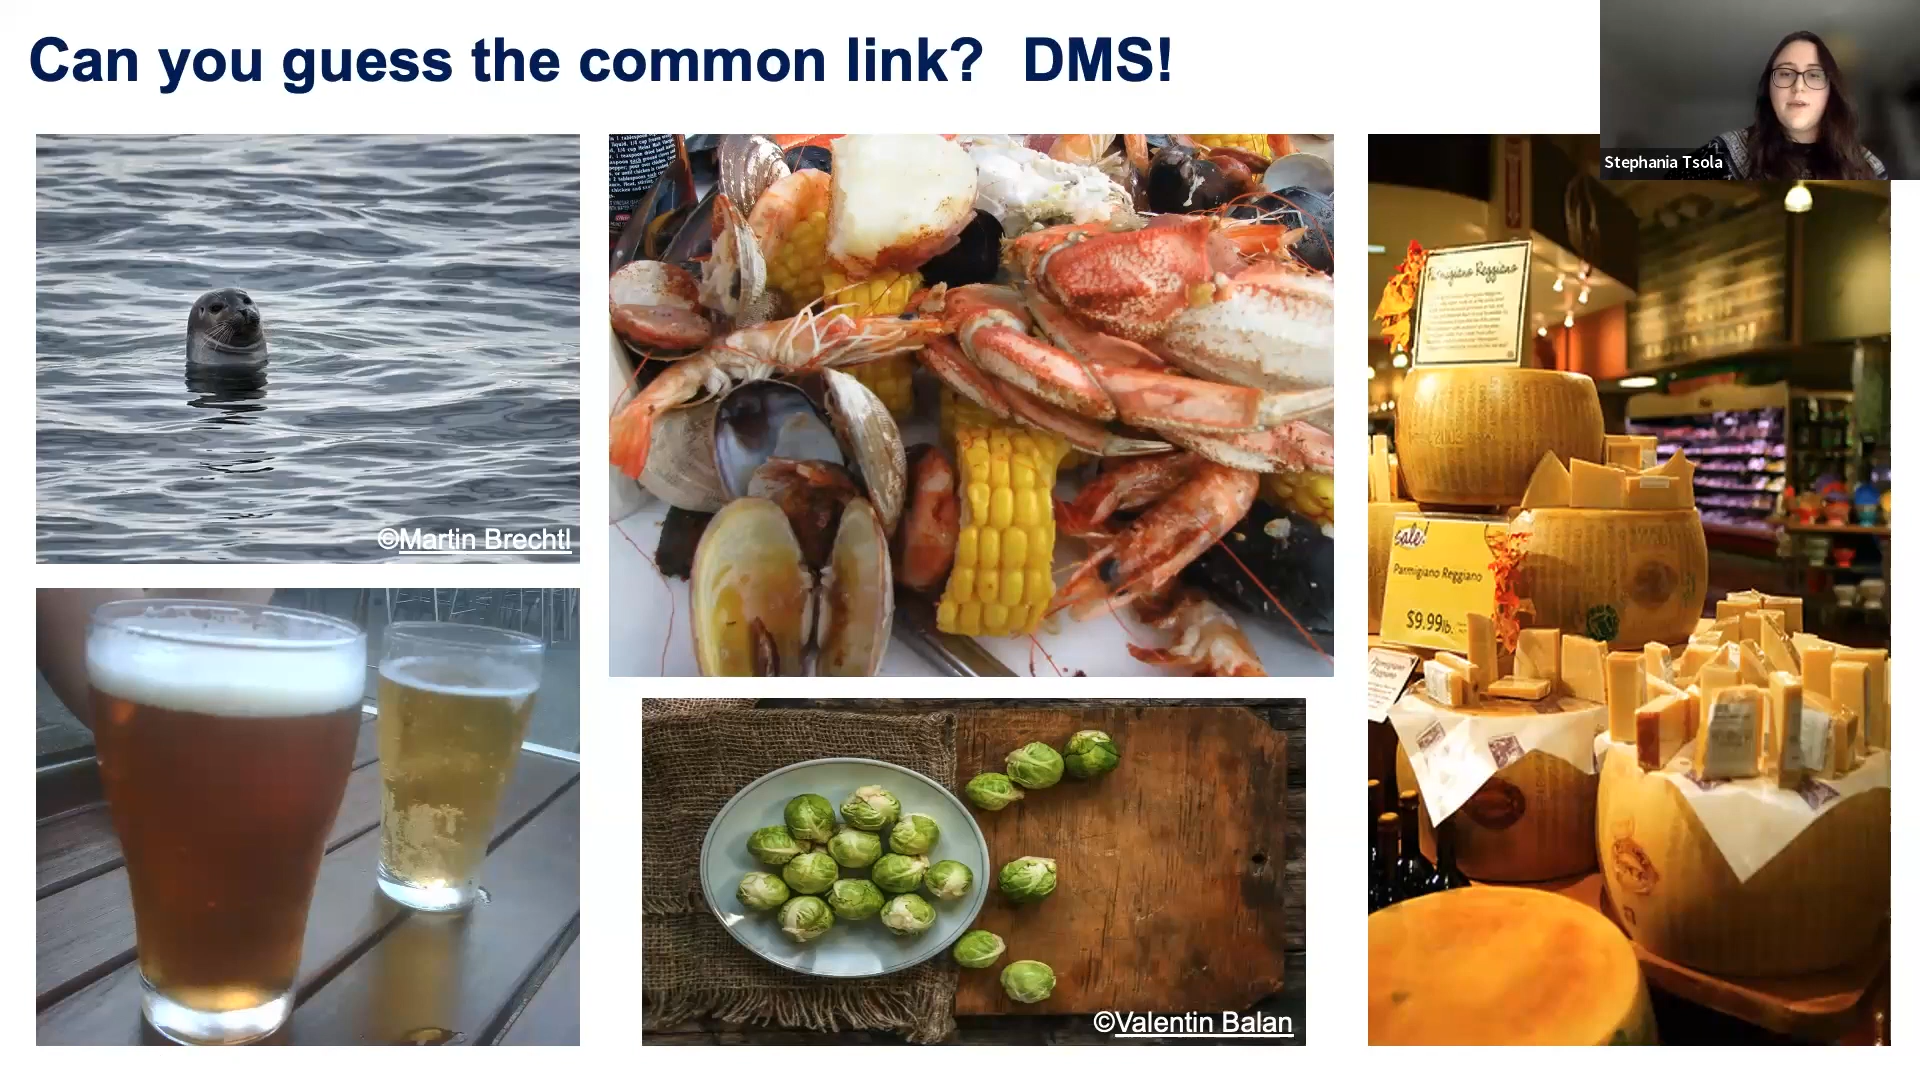 Can you guess the common link?  DMS!
Stephania Tsola
©Martin Brechtl
Parmigiano Reggiano
sale!
Parmigiano Reggiano
$9.99lb.
©Valentin Balan